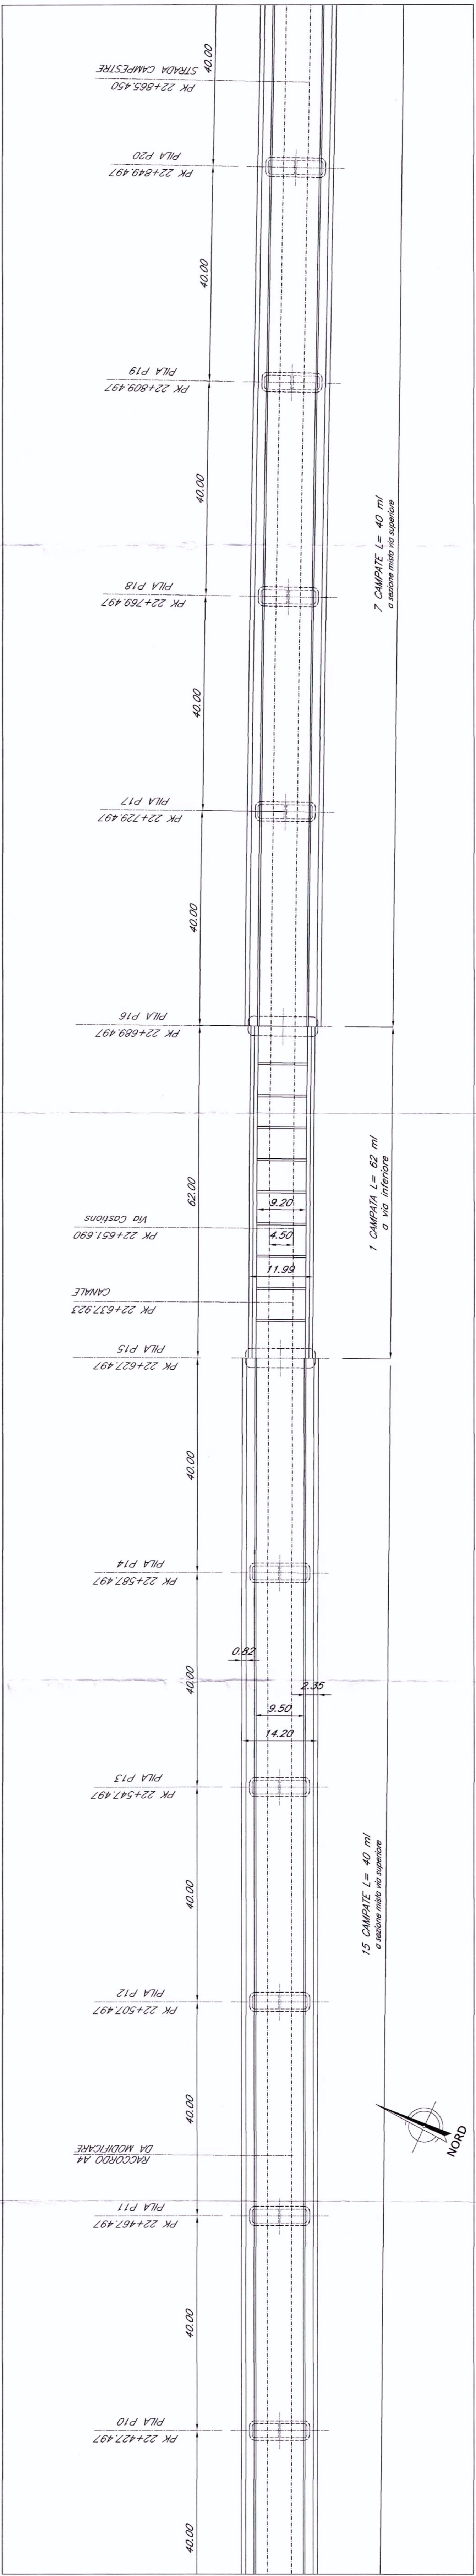 40.00
PK 22+865.450
STRADA CAMPESTRE
PK 22+849.497
PILA P20
40.00
PK 22+809.497
PILA P19
40.00
7 CAMPATE L= 40 ml
a sezione mista via superiore
PK 22+769.497
PILA P18
40.00
PK 22+729.497
PILA P17
40.00
PK 22+689.497
PILA P16
62.00
1 CAMPATA L= 62 ml
a via inferiore
9.20
PK 22+651.690
Via Castions
4.50
11.99
PK 22+637.923
CANALE
PK 22+627.497
PILA P15
40.00
PK 22+587.497
PILA P14
0.82
40.00
2.35
9.50
14.20
PK 22+547.497
PILA P13
40.00
15 CAMPATE L= 40 ml
a sezione mista via superiore
PK 22+507.497
PILA P12
40.00
RACCORDO A4
DA MODIFICARE
NORD
PK 22+467.497
PILA P11
40.00
PK 22+427.497
PILA P10
40.00